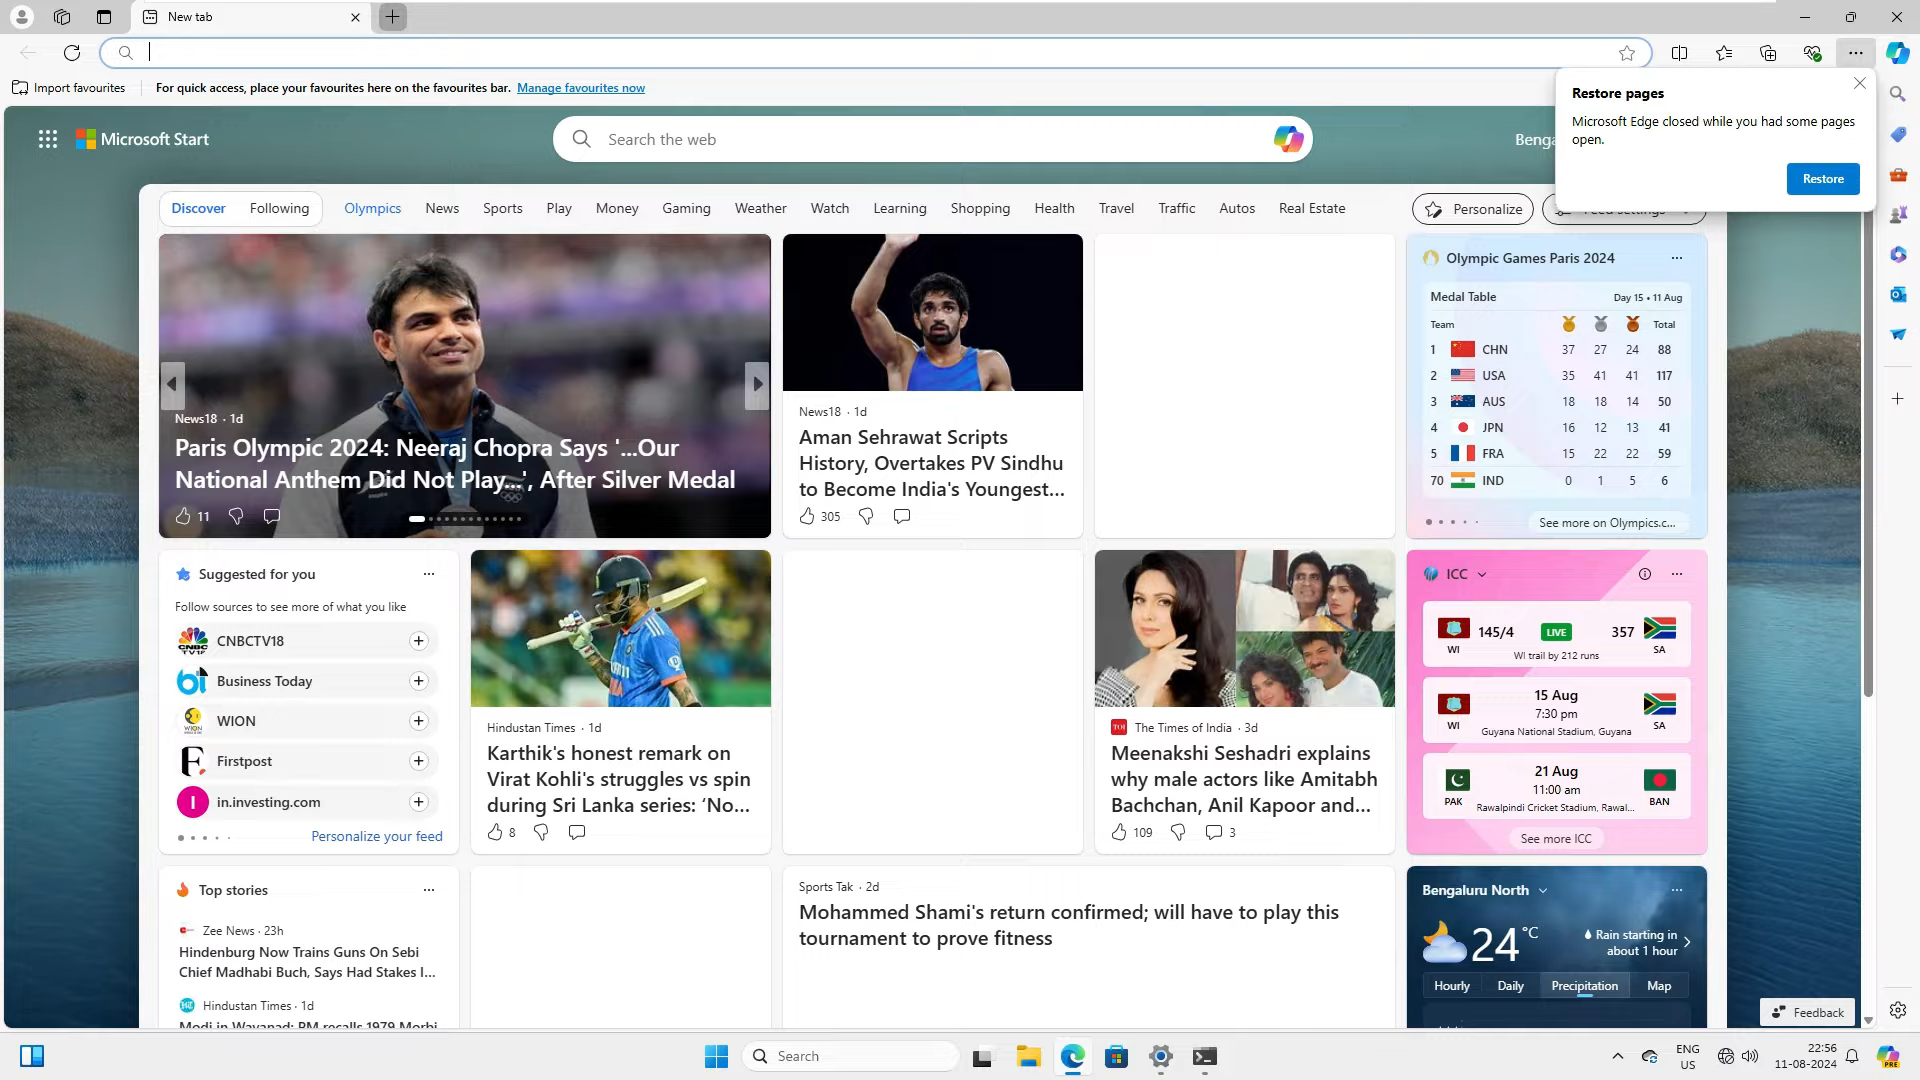 New tab
Import favourites
For quick access, place your favourites here on the favourites bar. Manage favourites now
Restore pages
Microsoft Edge closed while you had some pages
open.
Restore
Microsoft Start
Search the web
Benga
Discover
Following
Olympics
News
Sports
Play
Money
Gaming
Weather
Watch
Learning
Shopping
Health
Travel
Traffic
Autos
Real Estate
Personalize
News18 · 1d
Paris Olympic 2024: Neeraj Chopra Says '...Our
National Anthem Did Not Play...', After Silver Medal
11
News18 · 1d
Aman Sehrawat Scripts
History, Overtakes PV Sindhu
to Become India's Youngest...
305
Olympic Games Paris 2024
Medal Table Day 15 • 11 Aug
Team Total
1 CHN 37 27 24 88
2 USA 35 41 41 117
3 AUS 18 18 14 50
4 JPN 16 12 13 41
5 FRA 15 22 22 59
70 IND 0 1 5 6
See more on Olympics.c...
Suggested for you
Follow sources to see more of what you like
CNBCTV18
Business Today
WION
Firstpost
in.investing.com
Personalize your feed
Hindustan Times · 1d
Karthik's honest remark on
Virat Kohli's struggles vs spin
during Sri Lanka series: ‘No...
8
The Times of India · 3d
Meenakshi Seshadri explains
why male actors like Amitabh
Bachchan, Anil Kapoor and...
109 3
ICC
145/4 LIVE 357
WI WI trail by 212 runs SA
15 Aug
7:30 pm
WI Guyana National Stadium, Guyana SA
21 Aug
11:00 am
PAK Rawalpindi Cricket Stadium, Rawal... BAN
See more ICC
Top stories
Zee News · 23h
Hindenburg Now Trains Guns On Sebi
Chief Madhabi Buch, Says Had Stakes I...
Hindustan Times · 1d
Modi in Wayanad: PM recalls 1979 Morbi
Sports Tak · 2d
Mohammed Shami's return confirmed; will have to play this
tournament to prove fitness
Bengaluru North
24 °C
Rain starting in
about 1 hour
Hourly
Daily
Precipitation
Map
Feedback
Search
ENG
US
22:56
11-08-2024
PRE